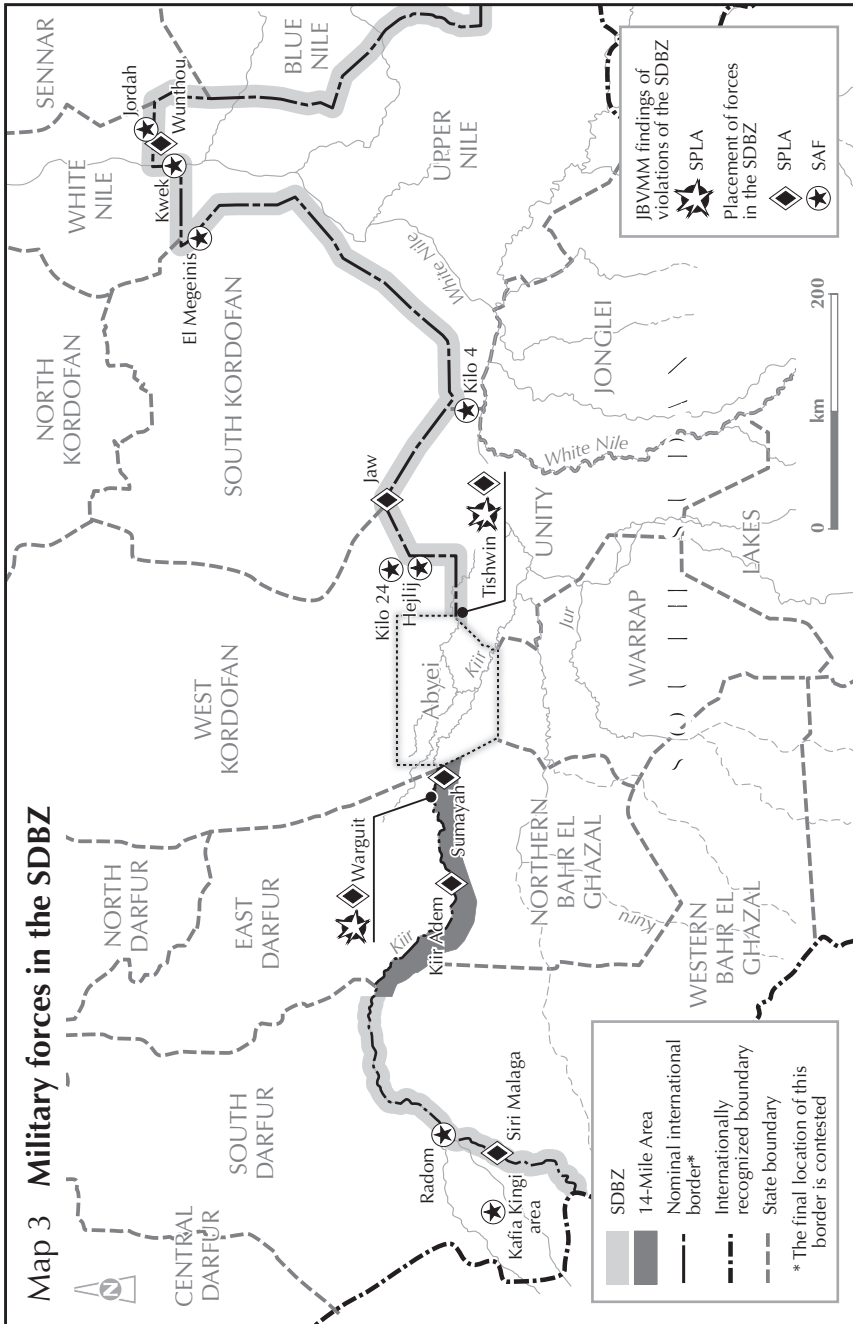 Map 3 Military forces in the SDBZ
N
CENTRAL
DARFUR
SOUTH
DARFUR
NORTH
DARFUR
EAST
DARFUR
WEST
KORDOFAN
NORTH
KORDOFAN
SOUTH KORDOFAN
WHITE
NILE
SENNAR
BLUE
NILE
UPPER
NILE
Jordah
Wunthou
Kwek
El Megeinis
White Nile
Kilo 4
Jaw
Kilo 24
Hejlij
Tishwin
Abyei
Kiir
Warguit
Sumayah
Kiir Adem
Kiir
Radom
Siri Malaga
Kafia Kingi
area
UNITY
JONGLEI
White Nile
LAKES
WARRAP
Jur
NORTHERN
BAHR EL
GHAZAL
Kuru
WESTERN
BAHR EL
GHAZAL
SDBZ
14-Mile Area
Nominal international
border*
Internationally
recognized boundary
State boundary
* The final location of this
border is contested
JBVMM findings of
violations of the SDBZ
SPLA
Placement of forces
in the SDBZ
SPLA
SAF
0 km 200